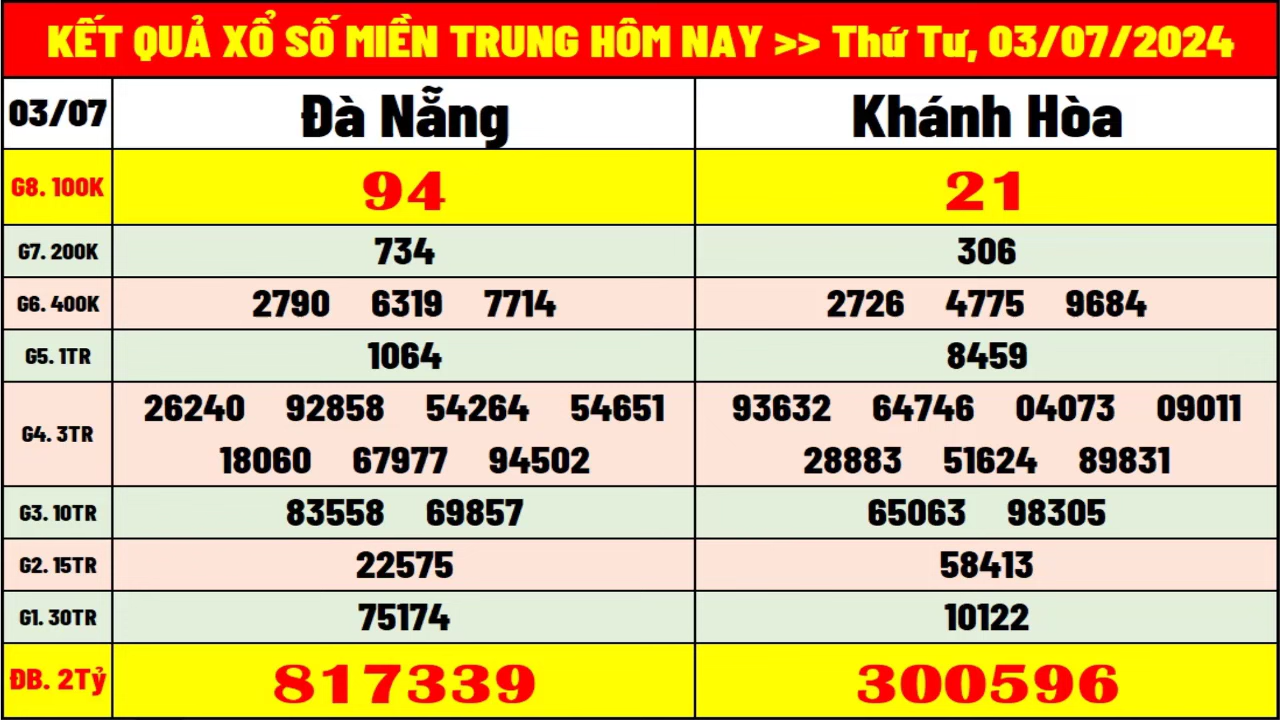 KẾT QUẢ XỔ SỐ MIỀN TRUNG HÔM NAY >> Thứ Tư, 03/07/2024
03/07 Đà Nẵng Khánh Hòa
G8. 100K 94 21
G7. 200K 734 306
G6. 400K 2790 6319 7714 2726 4775 9684
G5. 1TR 1064 8459
G4. 3TR 26240 92858 54264 54651 93632 64746 04073 09011
18060 67977 94502 28883 51624 89831
G3. 10TR 83558 69857 65063 98305
G2. 15TR 22575 58413
G1. 30TR 75174 10122
ĐB. 2Tỷ 817339 300596